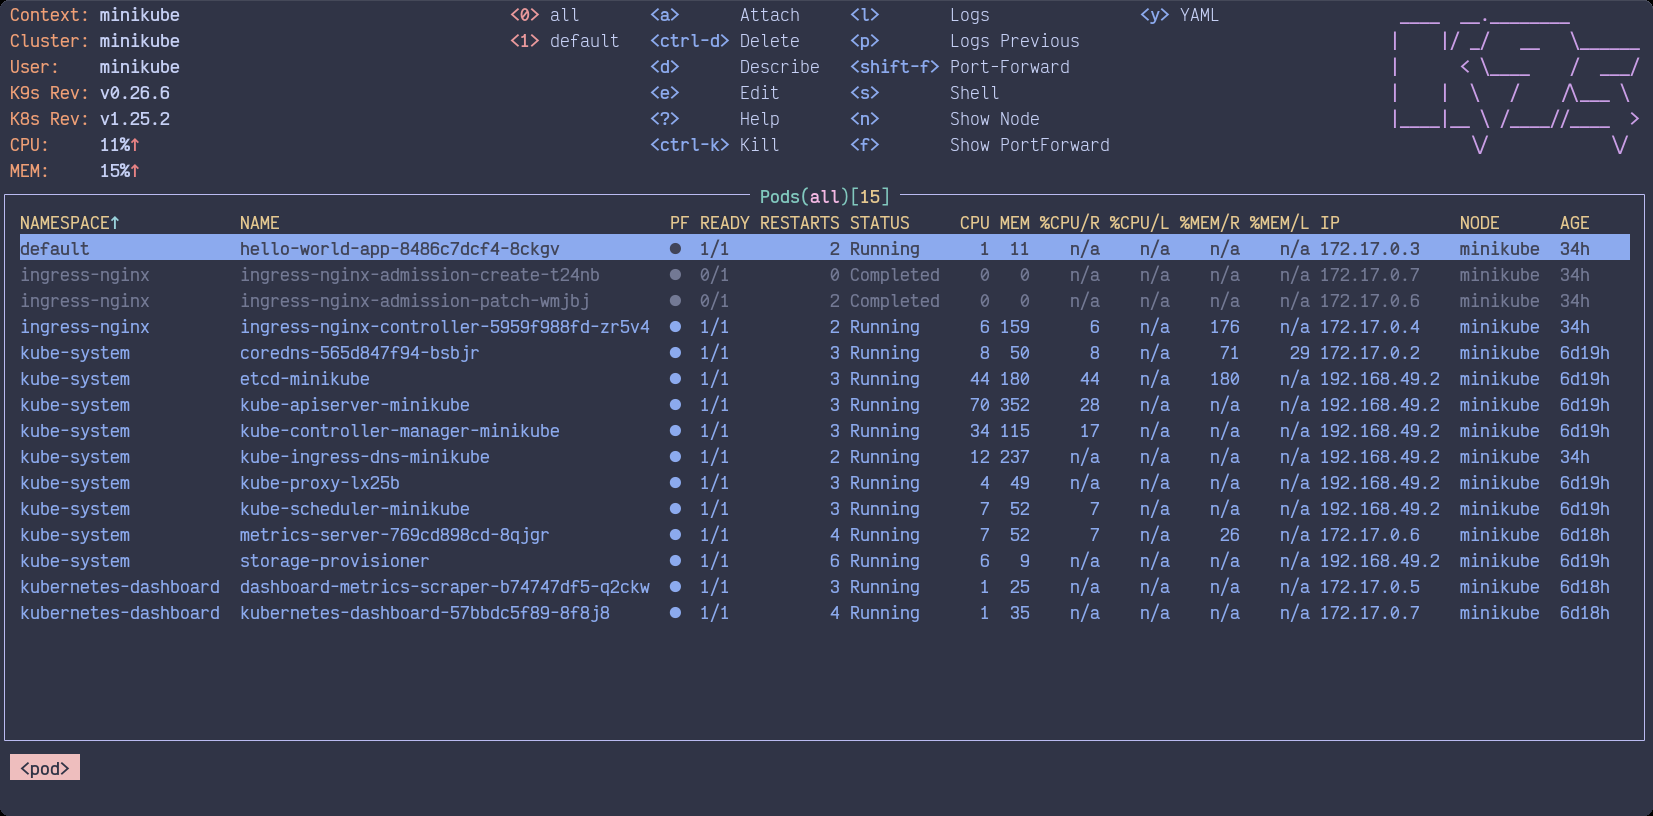 Context: minikube <0> all <a> Attach <l> Logs <y> YAML
Cluster: minikube <1> default <ctrl-d> Delete <p> Logs Previous
User: minikube <d> Describe <shift-f> Port-Forward
K9s Rev: v0.26.6 <e> Edit <s> Shell
K8s Rev: v1.25.2 <?> Help <n> Show Node
CPU: 11%↑ <ctrl-k> Kill <f> Show PortForward
MEM: 15%↑
Pods(all)[15]
NAMESPACE↑ NAME PF READY RESTARTS STATUS CPU MEM %CPU/R %CPU/L %MEM/R %MEM/L IP NODE AGE
default hello-world-app-8486c7dcf4-8ckgv ● 1/1 2 Running 1 11 n/a n/a n/a n/a 172.17.0.3 minikube 34h
ingress-nginx ingress-nginx-admission-create-t24nb ● 0/1 0 Completed 0 0 n/a n/a n/a n/a 172.17.0.7 minikube 34h
ingress-nginx ingress-nginx-admission-patch-wmjbj ● 0/1 2 Completed 0 0 n/a n/a n/a n/a 172.17.0.6 minikube 34h
ingress-nginx ingress-nginx-controller-5959f988fd-zr5v4 ● 1/1 2 Running 6 159 6 n/a 176 n/a 172.17.0.4 minikube 34h
kube-system coredns-565d847f94-bsbjr ● 1/1 3 Running 8 50 8 n/a 71 29 172.17.0.2 minikube 6d19h
kube-system etcd-minikube ● 1/1 3 Running 44 180 44 n/a 180 n/a 192.168.49.2 minikube 6d19h
kube-system kube-apiserver-minikube ● 1/1 3 Running 70 352 28 n/a n/a n/a 192.168.49.2 minikube 6d19h
kube-system kube-controller-manager-minikube ● 1/1 3 Running 34 115 17 n/a n/a n/a 192.168.49.2 minikube 6d19h
kube-system kube-ingress-dns-minikube ● 1/1 2 Running 12 237 n/a n/a n/a n/a 192.168.49.2 minikube 34h
kube-system kube-proxy-lx25b ● 1/1 3 Running 4 49 n/a n/a n/a n/a 192.168.49.2 minikube 6d19h
kube-system kube-scheduler-minikube ● 1/1 3 Running 7 52 7 n/a n/a n/a 192.168.49.2 minikube 6d19h
kube-system metrics-server-769cd898cd-8qjgr ● 1/1 4 Running 7 52 7 n/a 26 n/a 172.17.0.6 minikube 6d18h
kube-system storage-provisioner ● 1/1 6 Running 6 9 n/a n/a n/a n/a 192.168.49.2 minikube 6d19h
kubernetes-dashboard dashboard-metrics-scraper-b74747df5-q2ckw ● 1/1 3 Running 1 25 n/a n/a n/a n/a 172.17.0.5 minikube 6d18h
kubernetes-dashboard kubernetes-dashboard-57bbdc5f89-8f8j8 ● 1/1 4 Running 1 35 n/a n/a n/a n/a 172.17.0.7 minikube 6d18h
<pod>